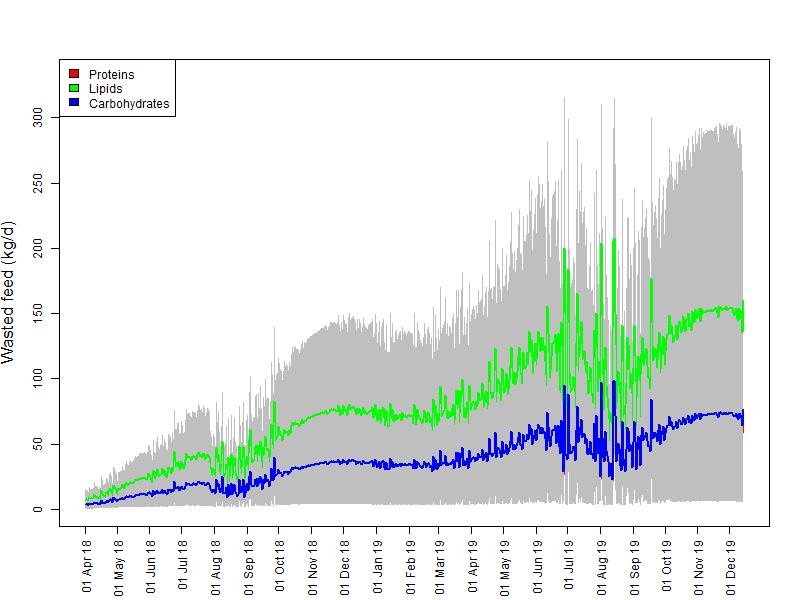 Proteins
Lipids
Carbohydrates
Wasted feed (kg/d)
300
250
200
150
100
50
0
01 Apr 18
01 May 18
01 Jun 18
01 Jul 18
01 Aug 18
01 Sep 18
01 Oct 18
01 Nov 18
01 Dec 18
01 Jan 19
01 Feb 19
01 Mar 19
01 Apr 19
01 May 19
01 Jun 19
01 Jul 19
01 Aug 19
01 Sep 19
01 Oct 19
01 Nov 19
01 Dec 19